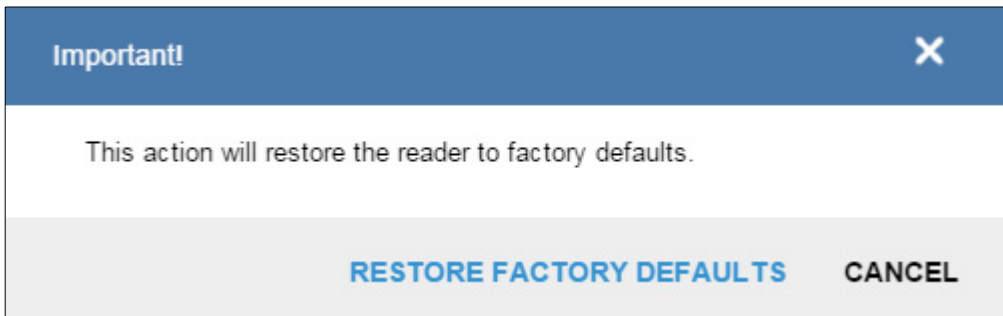 Important!
This action will restore the reader to factory defaults.
RESTORE FACTORY DEFAULTS CANCEL